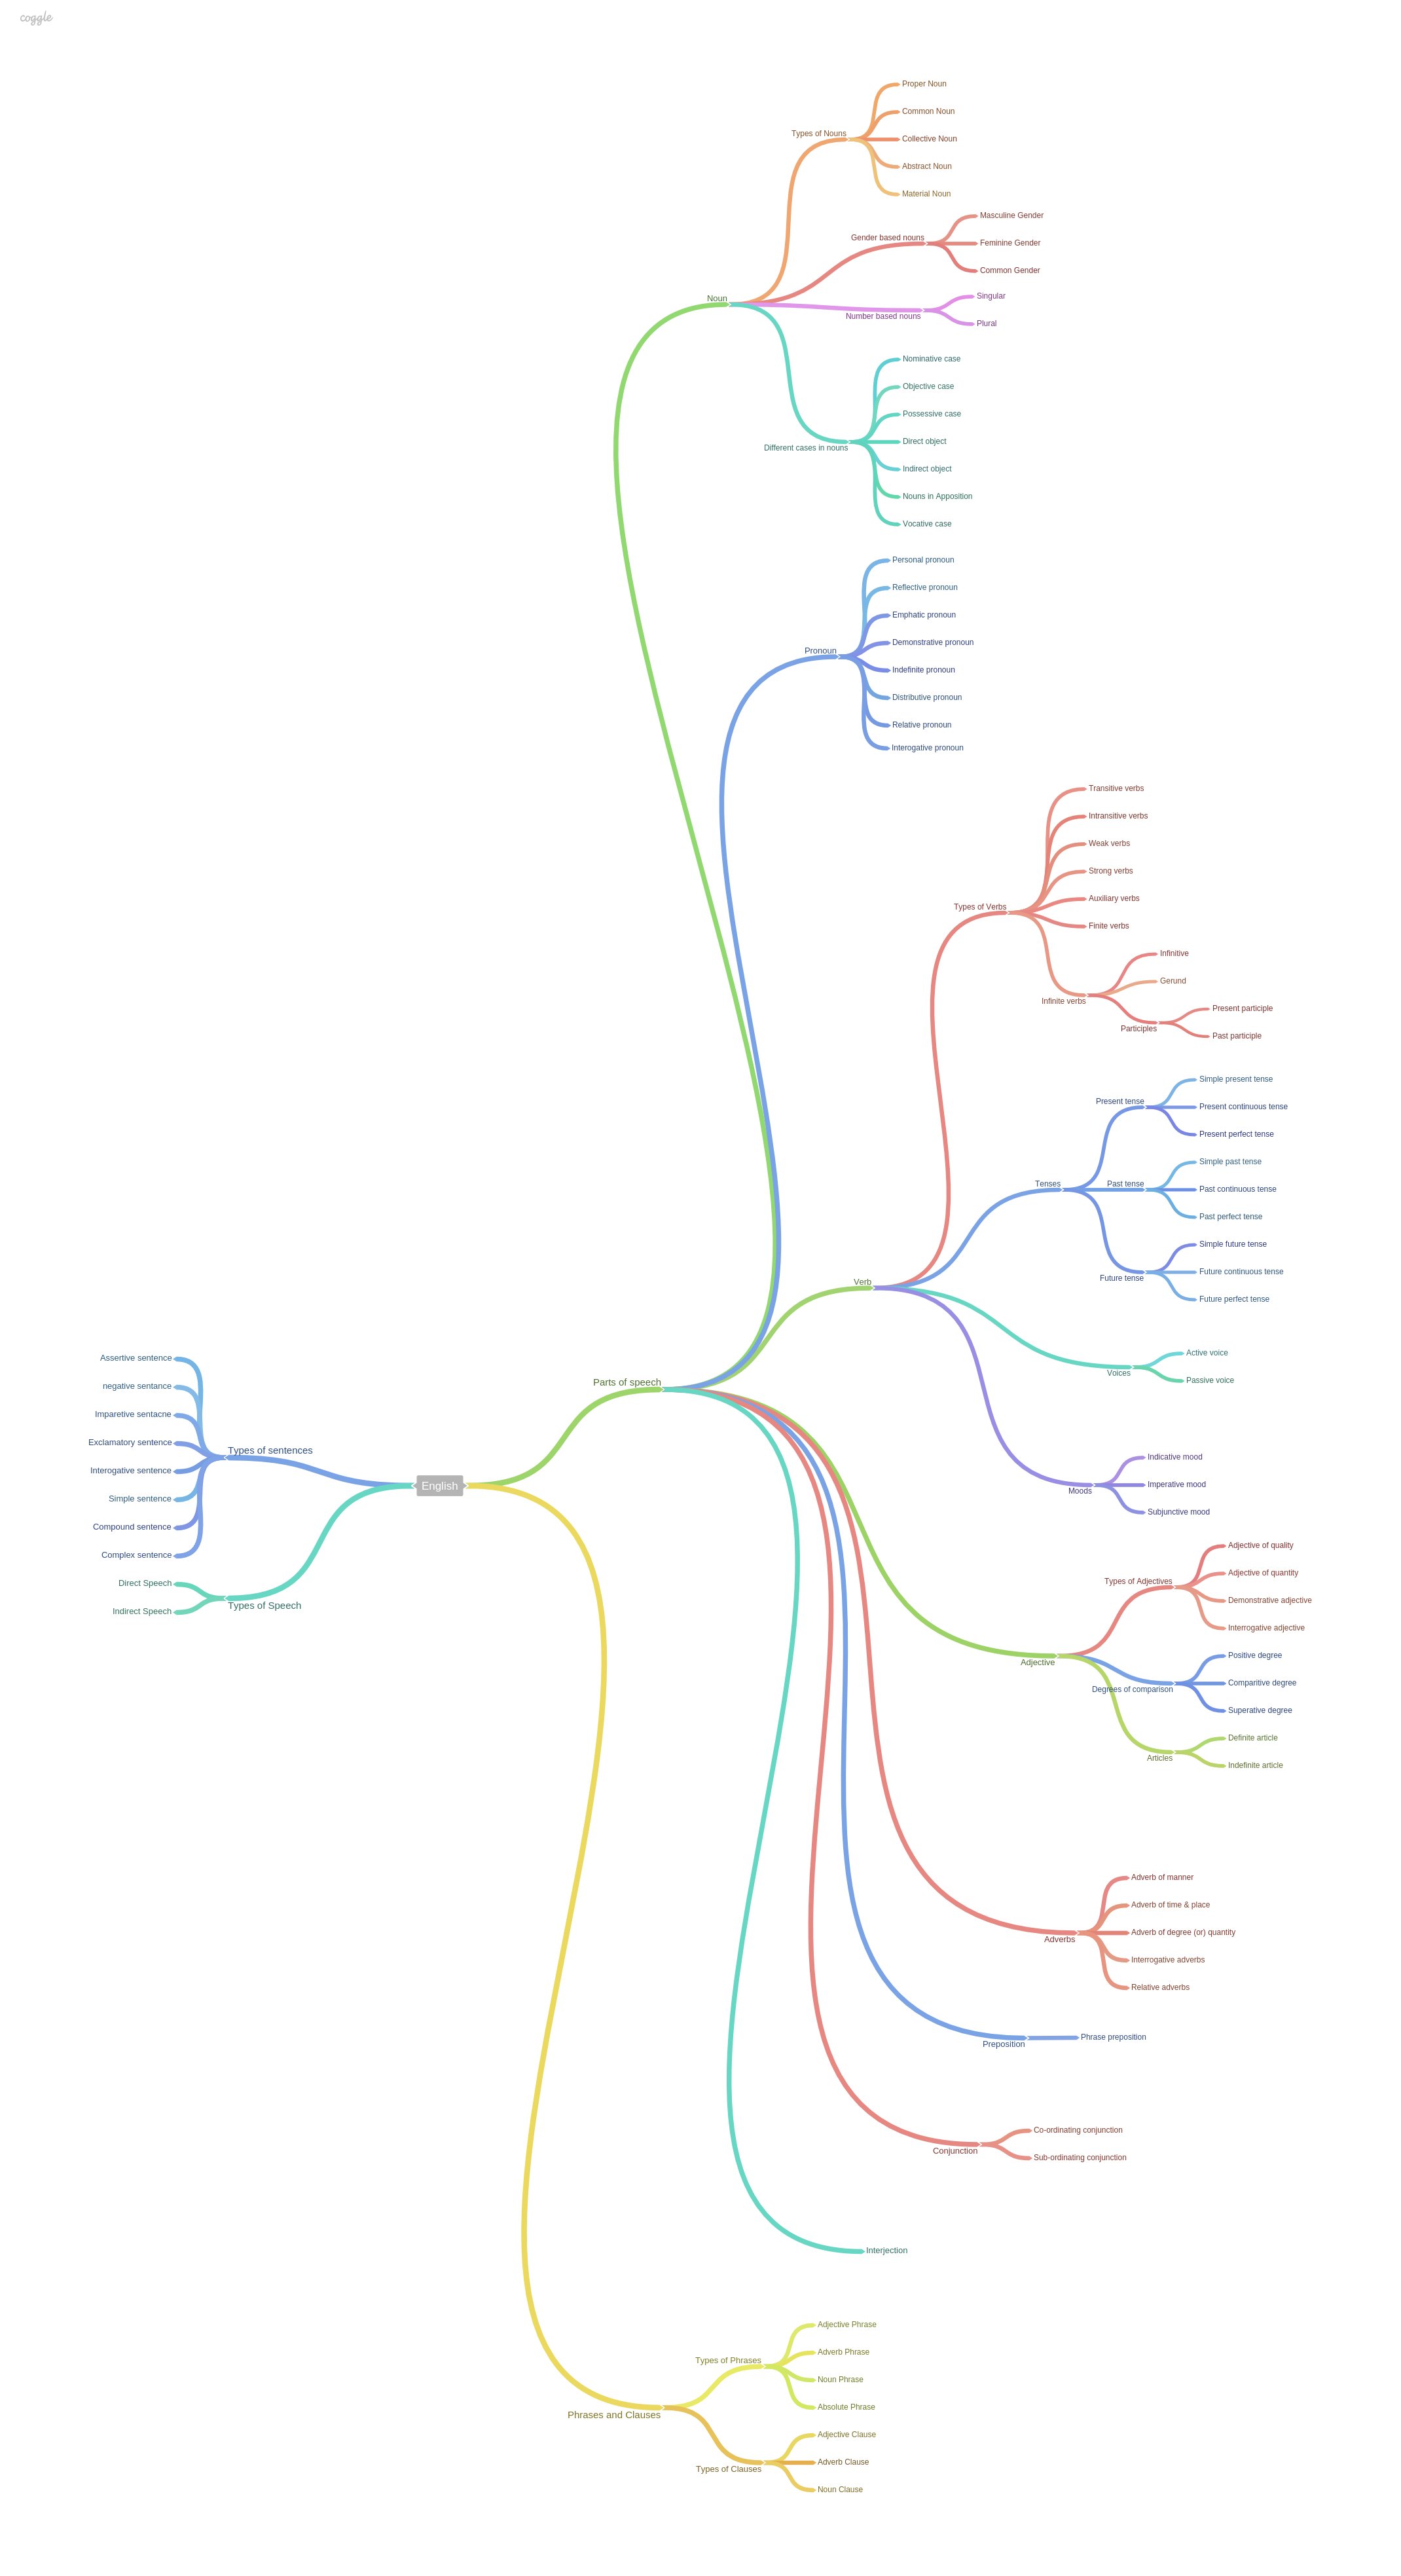 coggle
Proper Noun
Common Noun
Types of Nouns
Collective Noun
Abstract Noun
Material Noun
Masculine Gender
Gender based nouns
Feminine Gender
Common Gender
Noun
Singular
Number based nouns
Plural
Nominative case
Objective case
Possessive case
Direct object
Different cases in nouns
Indirect object
Nouns in Apposition
Vocative case
Personal pronoun
Reflective pronoun
Emphatic pronoun
Demonstrative pronoun
Pronoun
Indefinite pronoun
Distributive pronoun
Relative pronoun
Interogative pronoun
Transitive verbs
Intransitive verbs
Weak verbs
Strong verbs
Auxiliary verbs
Types of Verbs
Finite verbs
Infinitive
Gerund
Infinite verbs
Present participle
Participles
Past participle
Simple present tense
Present tense
Present continuous tense
Present perfect tense
Simple past tense
Tenses
Past tense
Past continuous tense
Past perfect tense
Simple future tense
Future tense
Future continuous tense
Future perfect tense
Verb
Active voice
Voices
Passive voice
Assertive sentence
Parts of speech
negative sentance
Imparetive sentacne
Exclamatory sentence
Types of sentences
Indicative mood
Interogative sentence
English
Imperative mood
Moods
Simple sentence
Subjunctive mood
Compound sentence
Complex sentence
Adjective of quality
Adjective of quantity
Types of Adjectives
Direct Speech
Demonstrative adjective
Types of Speech
Indirect Speech
Interrogative adjective
Positive degree
Adjective
Comparitive degree
Degrees of comparison
Superative degree
Definite article
Articles
Indefinite article
Adverb of manner
Adverb of time & place
Adverb of degree (or) quantity
Adverbs
Interrogative adverbs
Relative adverbs
Phrase preposition
Preposition
Co-ordinating conjunction
Conjunction
Sub-ordinating conjunction
Interjection
Adjective Phrase
Adverb Phrase
Types of Phrases
Noun Phrase
Absolute Phrase
Phrases and Clauses
Adjective Clause
Adverb Clause
Types of Clauses
Noun Clause